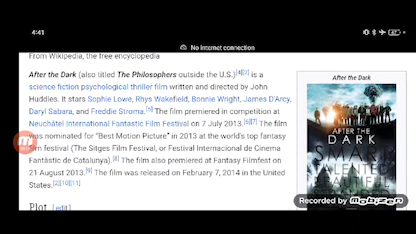 4:41
No internet connection
From Wikipedia, the free encyclopedia
After the Dark (also titled The Philosophers outside the U.S.)[4][2] is a
science fiction psychological thriller film written and directed by John
Huddles. It stars Sophie Lowe, Rhys Wakefield, Bonnie Wright, James D'Arcy,
Daryl Sabara, and Freddie Stroma.[5] The film premiered in competition at
Neuchâtel International Fantastic Film Festival on 7 July 2013.[6][7] The film
was nominated for "Best Motion Picture" in 2013 at the world's top fantasy
film festival (The Sitges Film Festival, or Festival Internacional de Cinema
Fantàstic de Catalunya).[8] The film also premiered at Fantasy Filmfest on
21 August 2013.[9] The film was released on February 7, 2014 in the United
States.[2][10][11]
Plot [edit]
After the Dark
AFTER THE
DARK
SMART
TALENTED
BEAUTIFUL
Recorded by mobizen